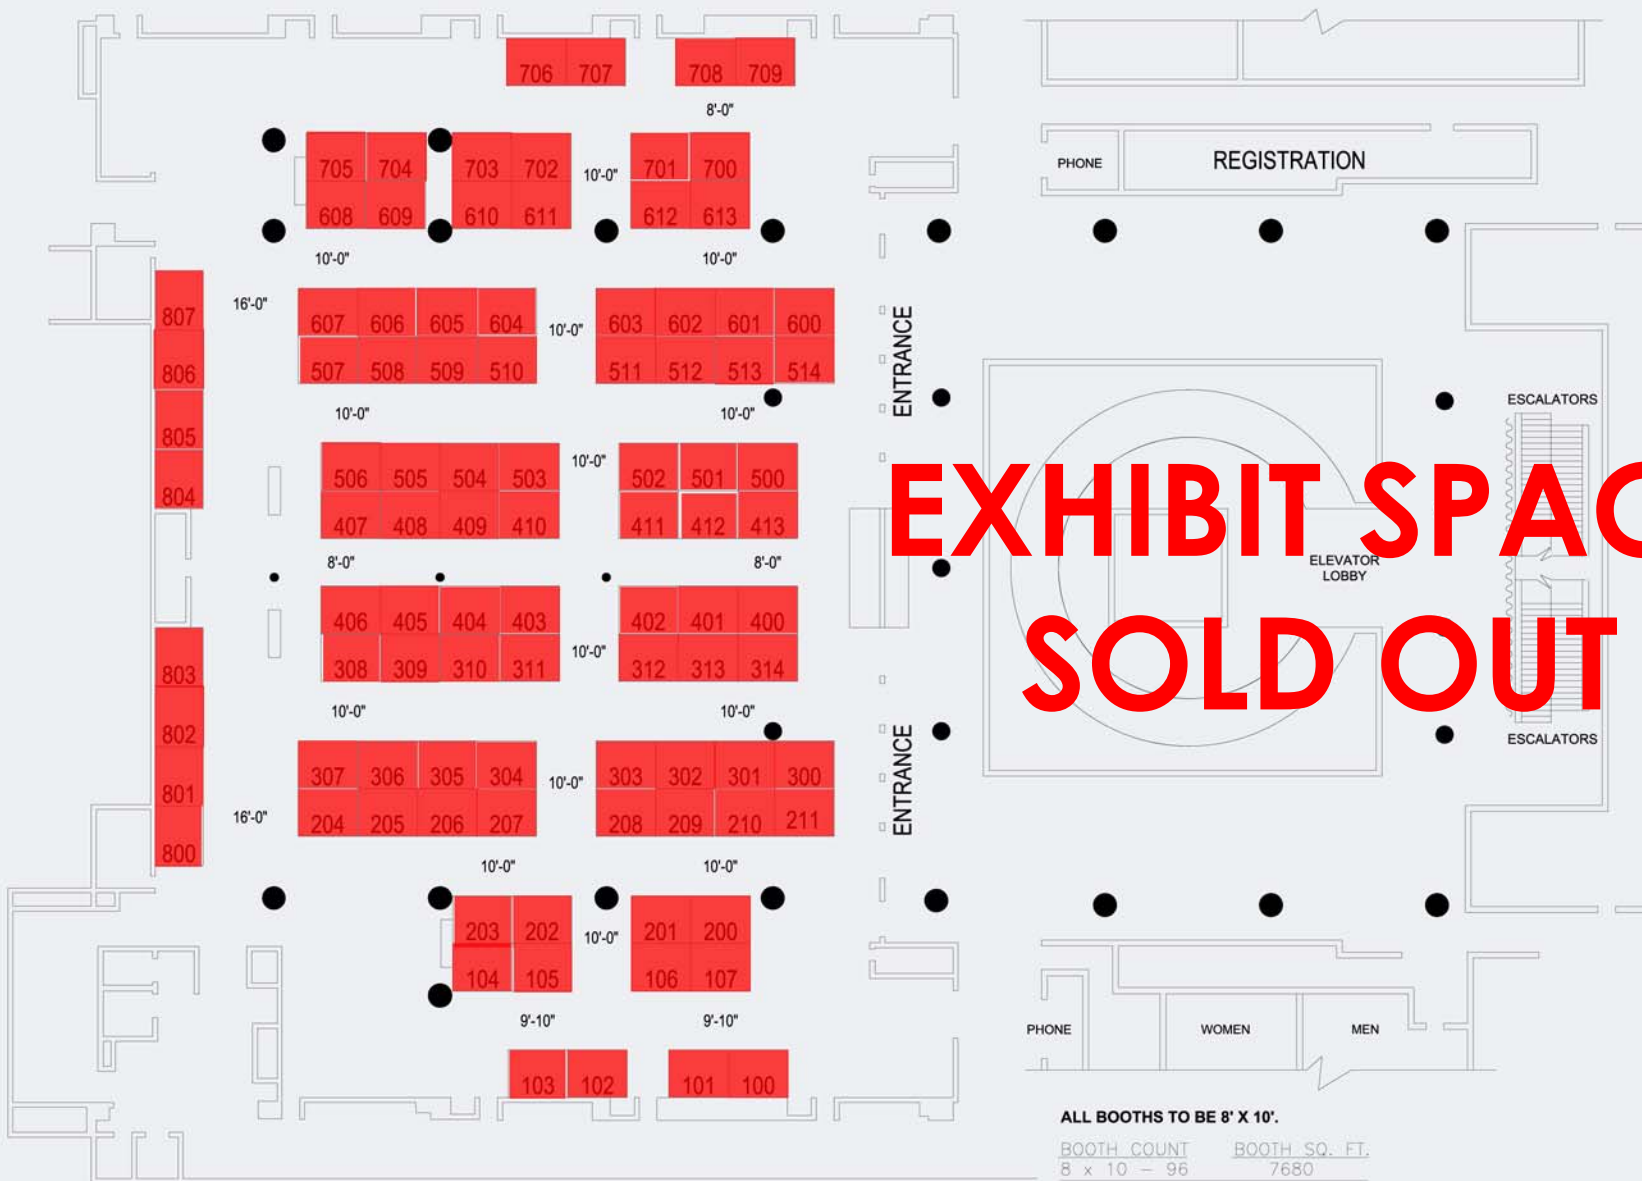 706 707 708 709
8'-0"
705 704 703 702 10'-0" 701 700
PHONE REGISTRATION
608 609 610 611 612 613
10'-0" 10'-0"
16'-0"
807 607 606 605 604 10'-0" 603 602 601 600
806 507 508 509 510 511 512 513 514
ENTRANCE
10'-0" 10'-0"
ESCALATORS
805
506 505 504 503 10'-0" 502 501 500
804 407 408 409 410 411 412 413
EXHIBIT SPAC
8'-0" 8'-0"
ELEVATOR
LOBBY
406 405 404 403 402 401 400
803 308 309 310 311 10'-0" 312 313 314
SOLD OUT
10'-0" 10'-0"
802
ESCALATORS
ENTRANCE
801 307 306 305 304 10'-0" 303 302 301 300
16'-0" 204 205 206 207 208 209 210 211
800
10'-0" 10'-0"
203 202 10'-0" 201 200
104 105 106 107
9'-10" 9'-10"
PHONE WOMEN MEN
103 102 101 100
ALL BOOTHS TO BE 8' X 10'.
BOOTH COUNT BOOTH SQ. FT.
8 x 10 - 96 7680